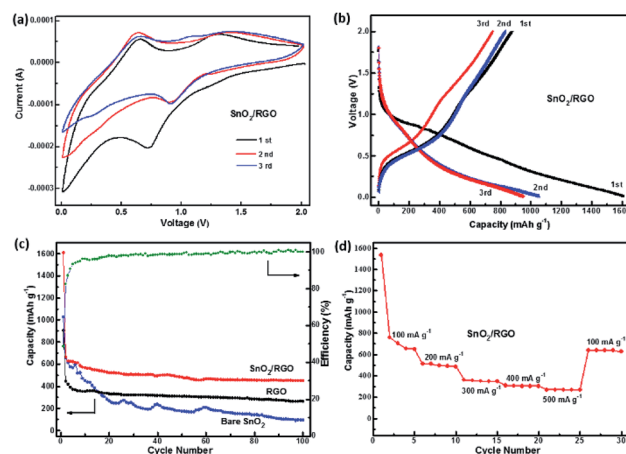 (a)
0.0001
0.0000
-0.0001
-0.0002
-0.0003
Current (A)
SnO2/RGO
1 st
2 nd
3 rd
0.0 0.5 1.0 1.5 2.0
Voltage (V)
(b)
2.0
1.5
1.0
0.5
0.0
Voltage (V)
3rd 2nd 1st
SnO2/RGO
3rd 2nd 1st
0 200 400 600 800 1000 1200 1400 1600
Capacity (mAh g-1)
(c)
1600
1400
1200
1000
800
600
400
200
0
Capacity (mAh g-1)
100
80
60
40
20
0
Efficiency (%)
SnO2/RGO
RGO
Bare SnO2
0 20 40 60 80 100
Cycle Number
(d)
1600
1400
1200
1000
800
600
400
200
0
Capacity (mAh g-1)
SnO2/RGO
100 mA g-1
200 mA g-1
300 mA g-1
400 mA g-1
500 mA g-1
100 mA g-1
0 5 10 15 20 25 30
Cycle Number